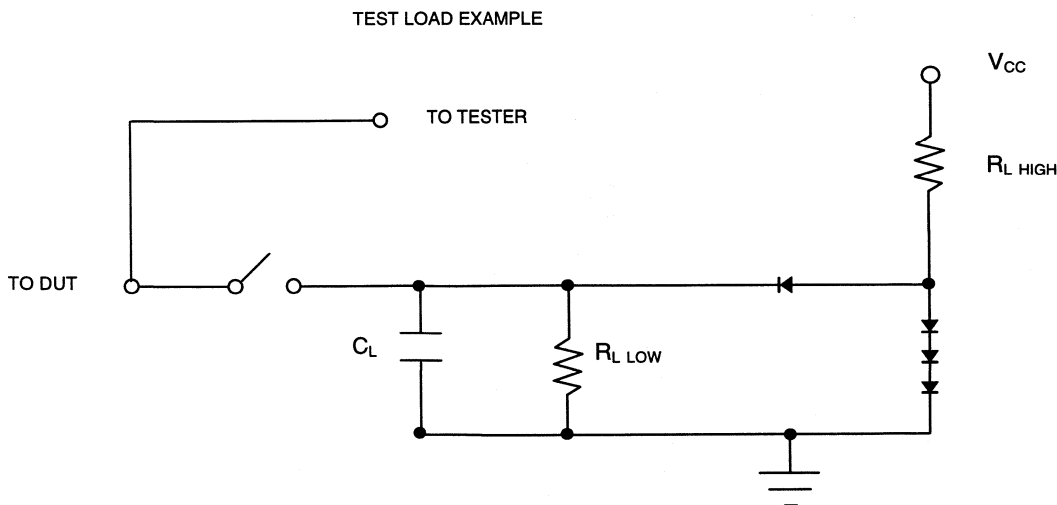 TEST LOAD EXAMPLE
VCC
TO TESTER
RL HIGH
TO DUT
CL
RL LOW